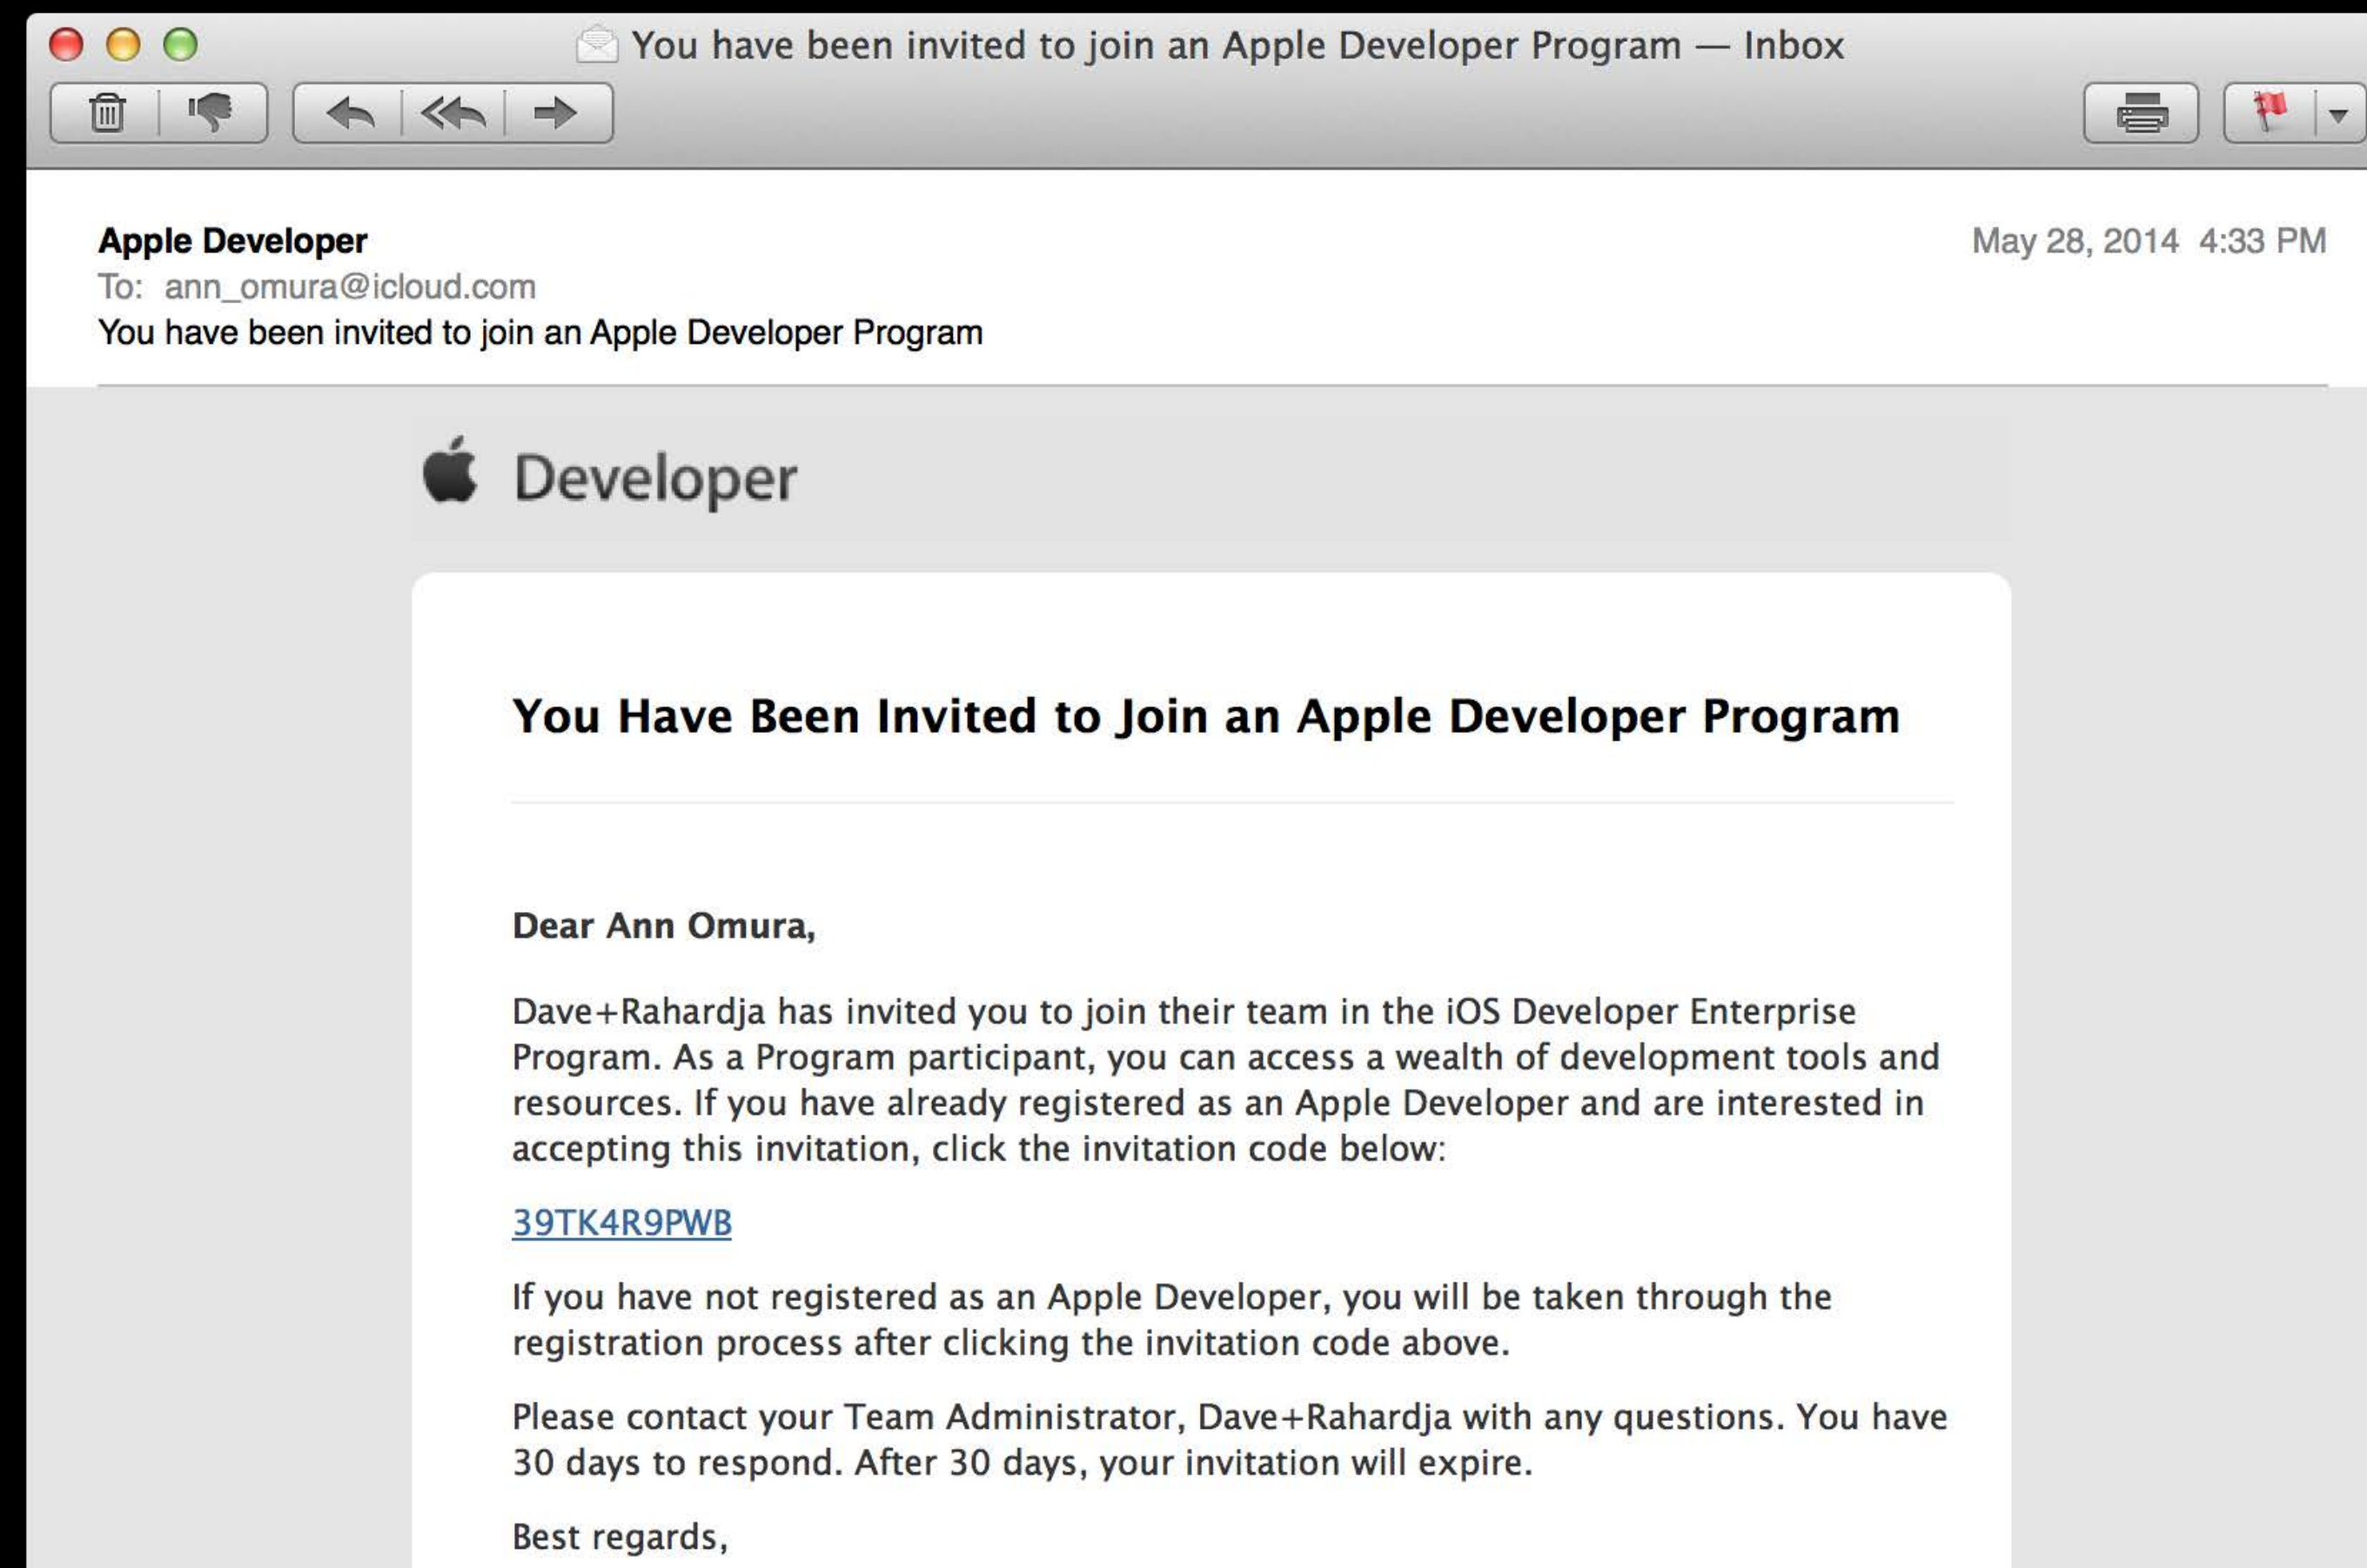 You have been invited to join an Apple Developer Program — Inbox
Apple Developer
May 28, 2014 4:33 PM
To: ann_omura@icloud.com
You have been invited to join an Apple Developer Program
Developer
You Have Been Invited to Join an Apple Developer Program
Dear Ann Omura,
Dave+Rahardja has invited you to join their team in the iOS Developer Enterprise
Program. As a Program participant, you can access a wealth of development tools and
resources. If you have already registered as an Apple Developer and are interested in
accepting this invitation, click the invitation code below:
39TK4R9PWB
If you have not registered as an Apple Developer, you will be taken through the
registration process after clicking the invitation code above.
Please contact your Team Administrator, Dave+Rahardja with any questions. You have
30 days to respond. After 30 days, your invitation will expire.
Best regards,